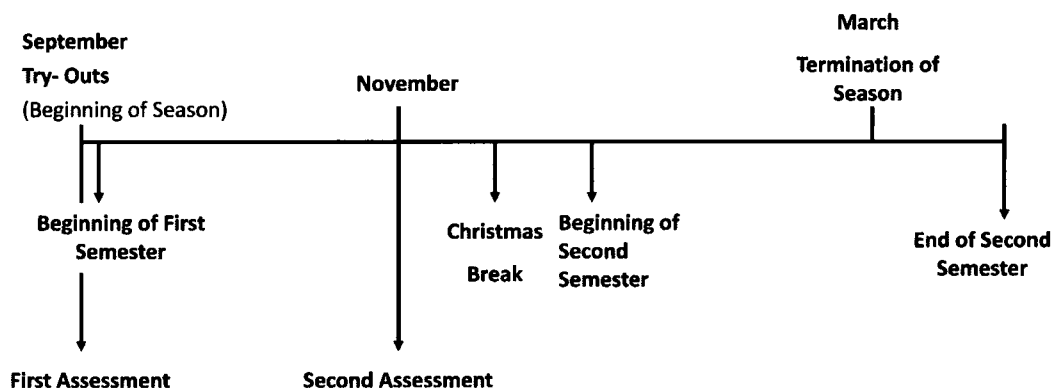 September
Try- Outs
(Beginning of Season)
November
March
Termination of
Season
Beginning of First
Semester
Christmas
Break
Beginning of
Second
Semester
End of Second
Semester
First Assessment
Second Assessment